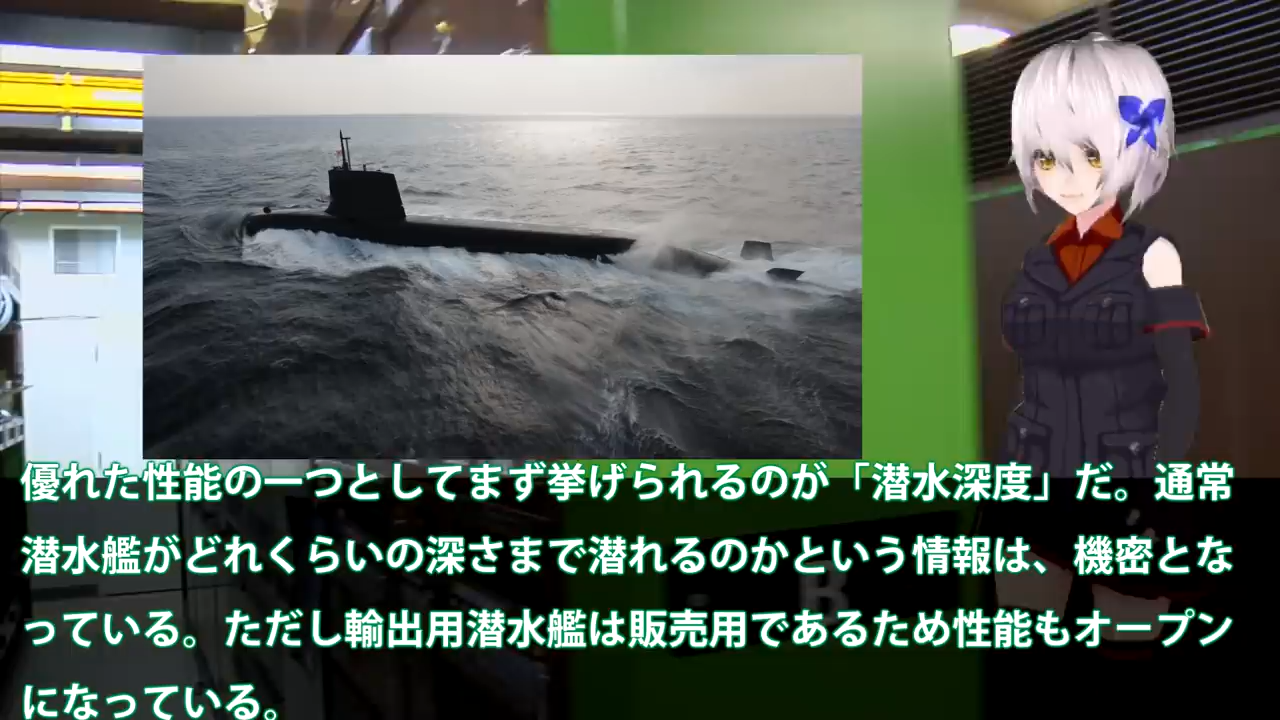 優れた性能の一つとしてまず挙げられるのが「潜水深度」だ。通常
潜水艦がどれくらいの深さまで潜れるのかという情報は、機密とな
っている。ただし輸出用潜水艦は販売用であるため性能もオープン
になっている。
B